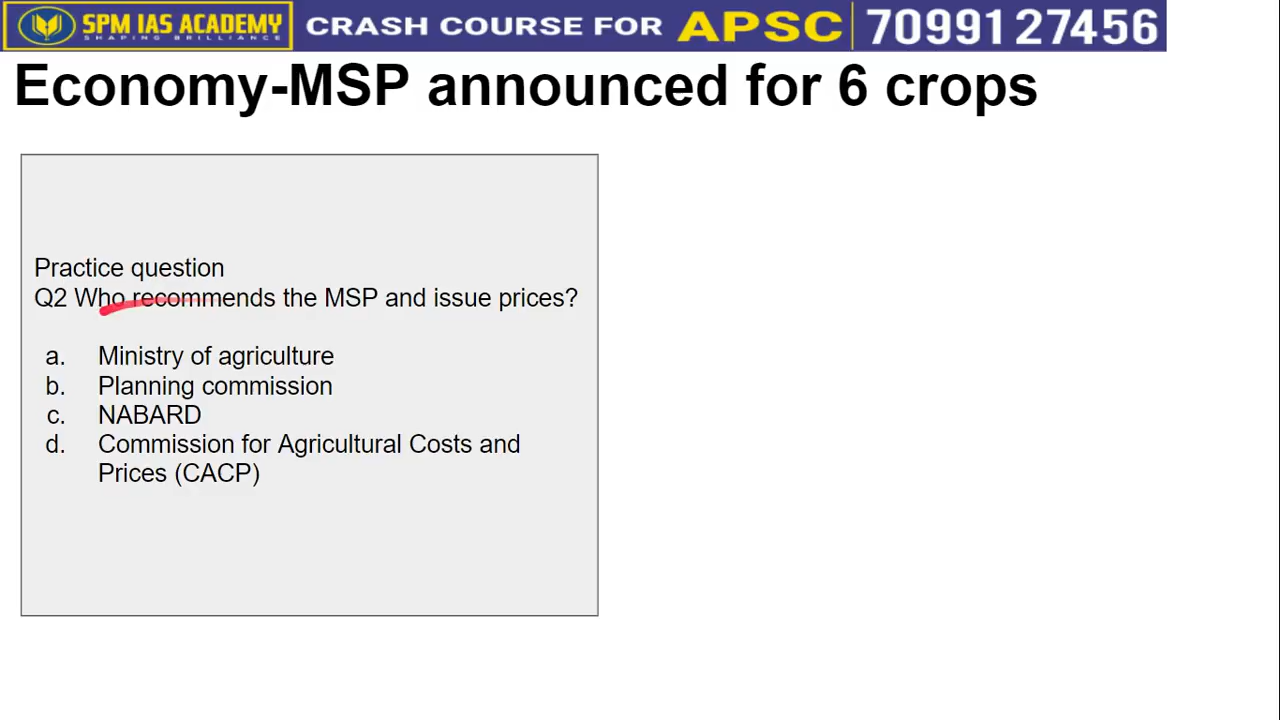 SPM IAS ACADEMY
SHAPING BRILLIANCE
CRASH COURSE FOR APSC 70991 27456
Economy-MSP announced for 6 crops
Practice question
Q2 Who recommends the MSP and issue prices?
a. Ministry of agriculture
b. Planning commission
c. NABARD
d. Commission for Agricultural Costs and
Prices (CACP)